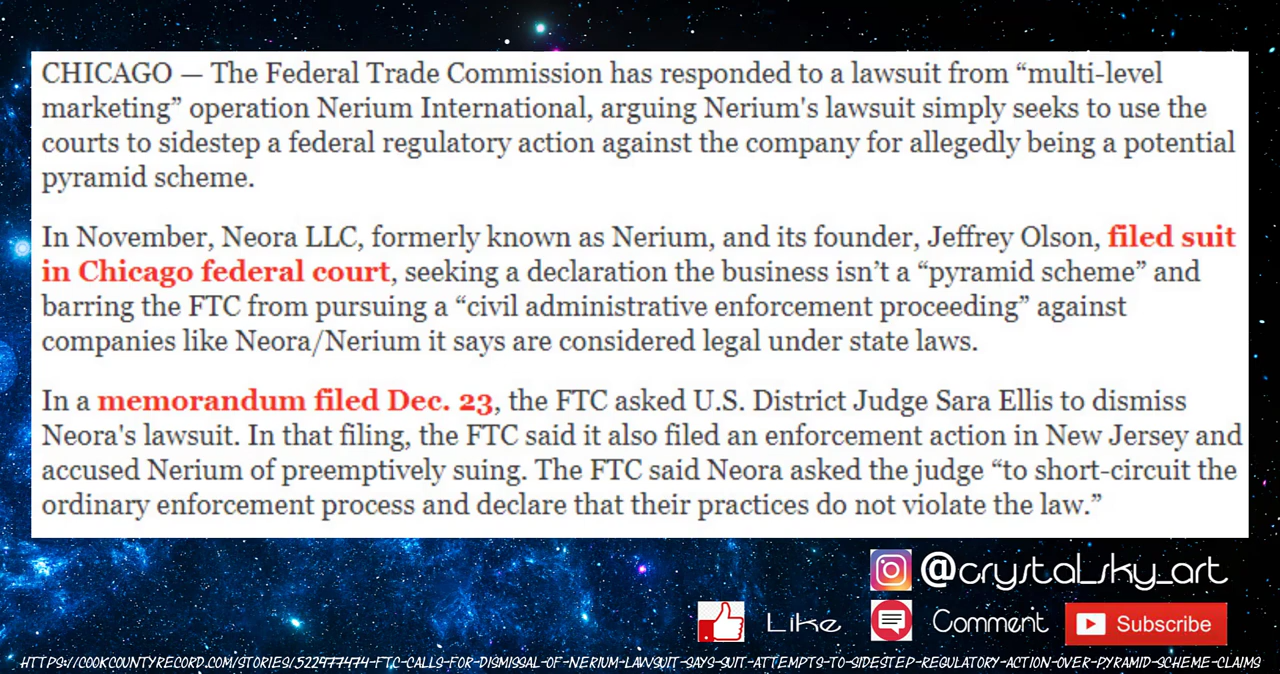 CHICAGO — The Federal Trade Commission has responded to a lawsuit from “multi-level
marketing” operation Nerium International, arguing Nerium's lawsuit simply seeks to use the
courts to sidestep a federal regulatory action against the company for allegedly being a potential
pyramid scheme.
In November, Neora LLC, formerly known as Nerium, and its founder, Jeffrey Olson, filed suit
in Chicago federal court, seeking a declaration the business isn’t a “pyramid scheme” and
barring the FTC from pursuing a “civil administrative enforcement proceeding” against
companies like Neora/Nerium it says are considered legal under state laws.
In a memorandum filed Dec. 23, the FTC asked U.S. District Judge Sara Ellis to dismiss
Neora's lawsuit. In that filing, the FTC said it also filed an enforcement action in New Jersey and
accused Nerium of preemptively suing. The FTC said Neora asked the judge “to short-circuit the
ordinary enforcement process and declare that their practices do not violate the law.”
@crystal_sky_art
Like Comment Subscribe
HTTPS://COOKCOUNTYRECORD.COM/STORIES/522977474-FTC-CALLS-FOR-DISMISSAL-OF-NERIUM-LAWSUIT-SAYS-SUIT-ATTEMPTS-TO-SIDESTEP-REGULATORY-ACTION-OVER-PYRAMID-SCHEME-CLAIMS